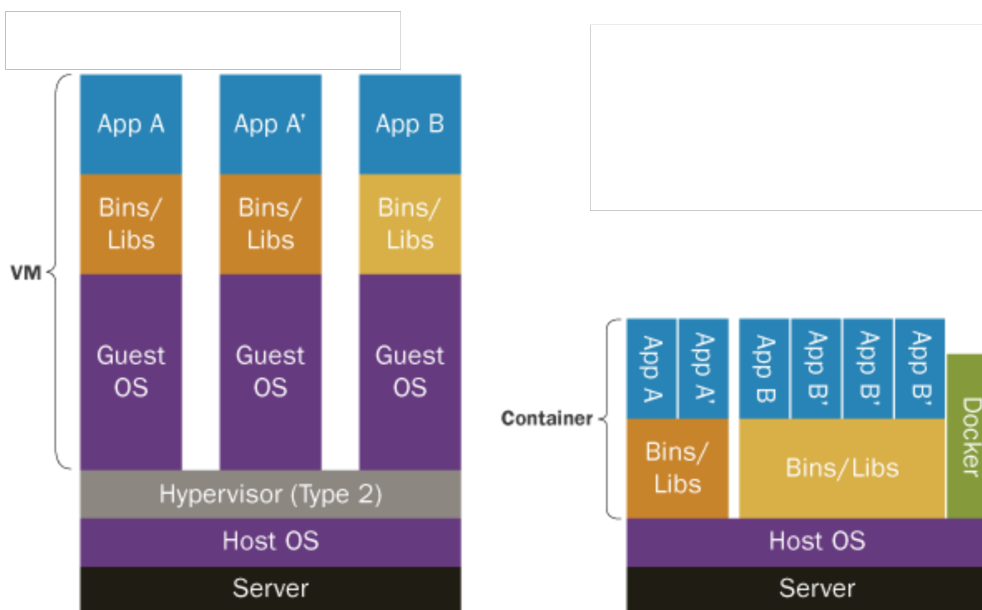 App A
App A'
App B
Bins/
Libs
Bins/
Libs
Bins/
Libs
VM
Guest
OS
Guest
OS
Guest
OS
Hypervisor (Type 2)
Host OS
Server
App A
App A'
App B
App B'
App B'
App B'
Docker
Container
Bins/
Libs
Bins/Libs
Host OS
Server